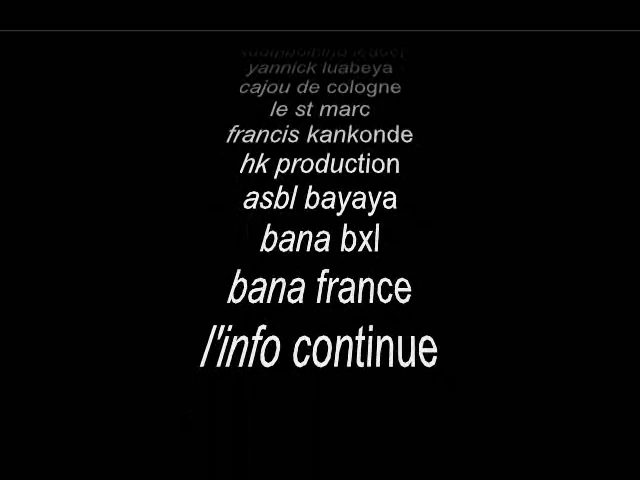 yannick luabeya
cajou de cologne
le st marc
francis kankonde
hk production
asbl bayaya
bana bxl
bana france
l'info continue